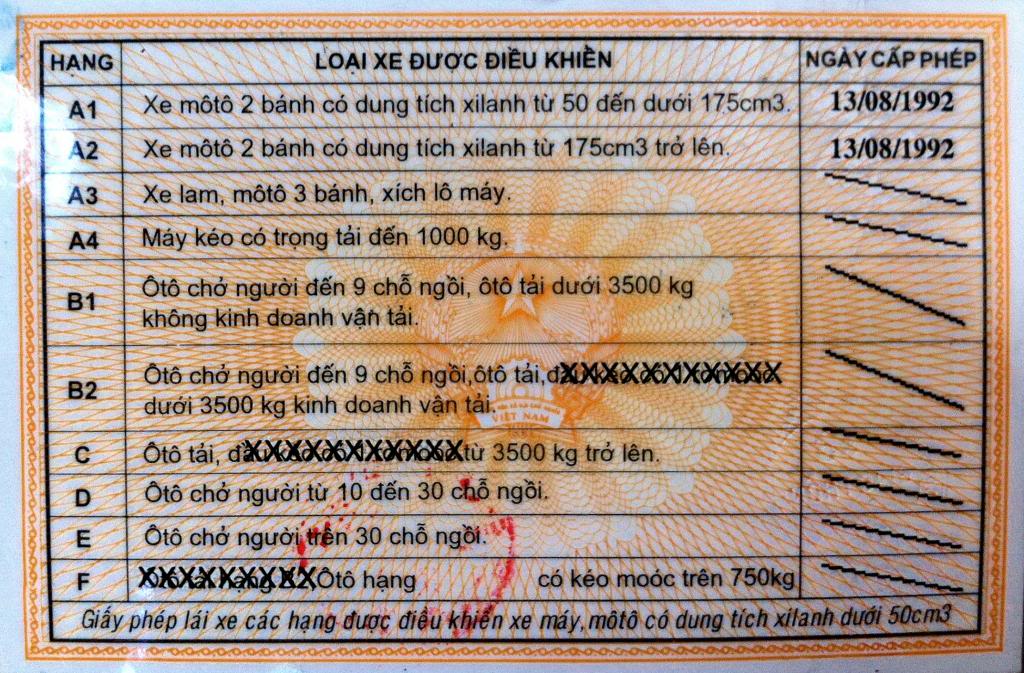 HẠNG LOẠI XE ĐƯỢC ĐIỀU KHIỂN NGÀY CẤP PHÉP
A1 Xe môtô 2 bánh có dung tích xilanh từ 50 đến dưới 175cm3. 13/08/1992
A2 Xe môtô 2 bánh có dung tích xilanh từ 175cm3 trở lên. 13/08/1992
A3 Xe lam, môtô 3 bánh, xích lô máy.
A4 Máy kéo có trọng tải đến 1000 kg.
B1 Ôtô chở người đến 9 chỗ ngồi, ôtô tải dưới 3500 kg
không kinh doanh vận tải.
B2 Ôtô chở người đến 9 chỗ ngồi,ôtô tải,
dưới 3500 kg kinh doanh vận tải.
VIỆT NAM
C Ôtô tải, từ 3500 kg trở lên.
D Ôtô chở người từ 10 đến 30 chỗ ngồi.
E Ôtô chở người trên 30 chỗ ngồi.
F Ôtô hạng có kéo moóc trên 750kg
Giấy phép lái xe các hạng được điều khiển xe máy,môtô có dung tích xilanh dưới 50cm3